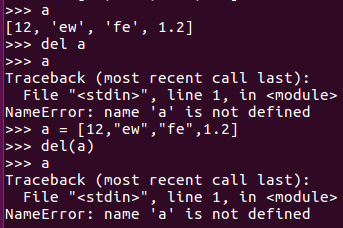 >>> a
[12, 'ew', 'fe', 1.2]
>>> del a
>>> a
Traceback (most recent call last):
  File "<stdin>", line 1, in <module>
NameError: name 'a' is not defined
>>> a = [12,"ew","fe",1.2]
>>> del(a)
>>> a
Traceback (most recent call last):
  File "<stdin>", line 1, in <module>
NameError: name 'a' is not defined